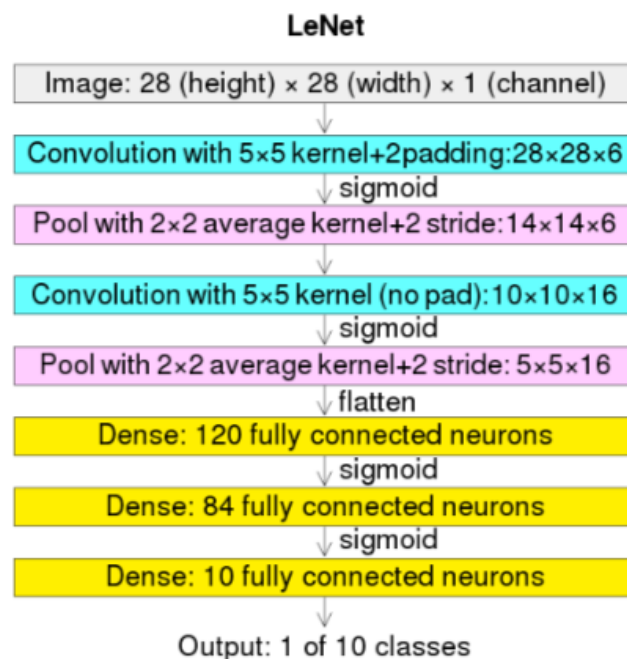 LeNet
Image: 28 (height) × 28 (width) × 1 (channel)
Convolution with 5×5 kernel+2padding:28×28×6
sigmoid
Pool with 2×2 average kernel+2 stride:14×14×6
Convolution with 5×5 kernel (no pad):10×10×16
sigmoid
Pool with 2×2 average kernel+2 stride: 5×5×16
flatten
Dense: 120 fully connected neurons
sigmoid
Dense: 84 fully connected neurons
sigmoid
Dense: 10 fully connected neurons
Output: 1 of 10 classes